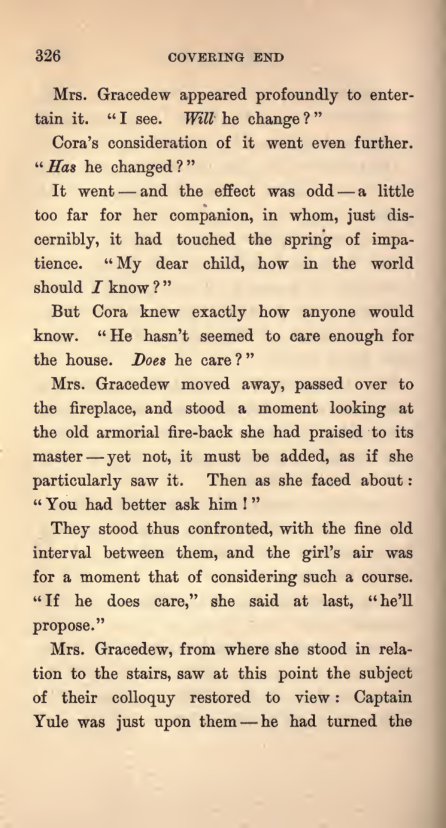 326 COVERING END
Mrs. Gracedew appeared profoundly to enter-
tain it. "I see. Will he change?"
Cora's consideration of it went even further.
"Has he changed?"
It went—and the effect was odd—a little
too far for her companion, in whom, just dis-
cernibly, it had touched the spring of impa-
tience. "My dear child, how in the world
should I know?"
But Cora knew exactly how anyone would
know. "He hasn't seemed to care enough for
the house. Does he care?"
Mrs. Gracedew moved away, passed over to
the fireplace, and stood a moment looking at
the old armorial fire-back she had praised to its
master—yet not, it must be added, as if she
particularly saw it. Then as she faced about:
"You had better ask him!"
They stood thus confronted, with the fine old
interval between them, and the girl's air was
for a moment that of considering such a course.
"If he does care," she said at last, "he'll
propose."
Mrs. Gracedew, from where she stood in rela-
tion to the stairs, saw at this point the subject
of their colloquy restored to view: Captain
Yule was just upon them—he had turned the